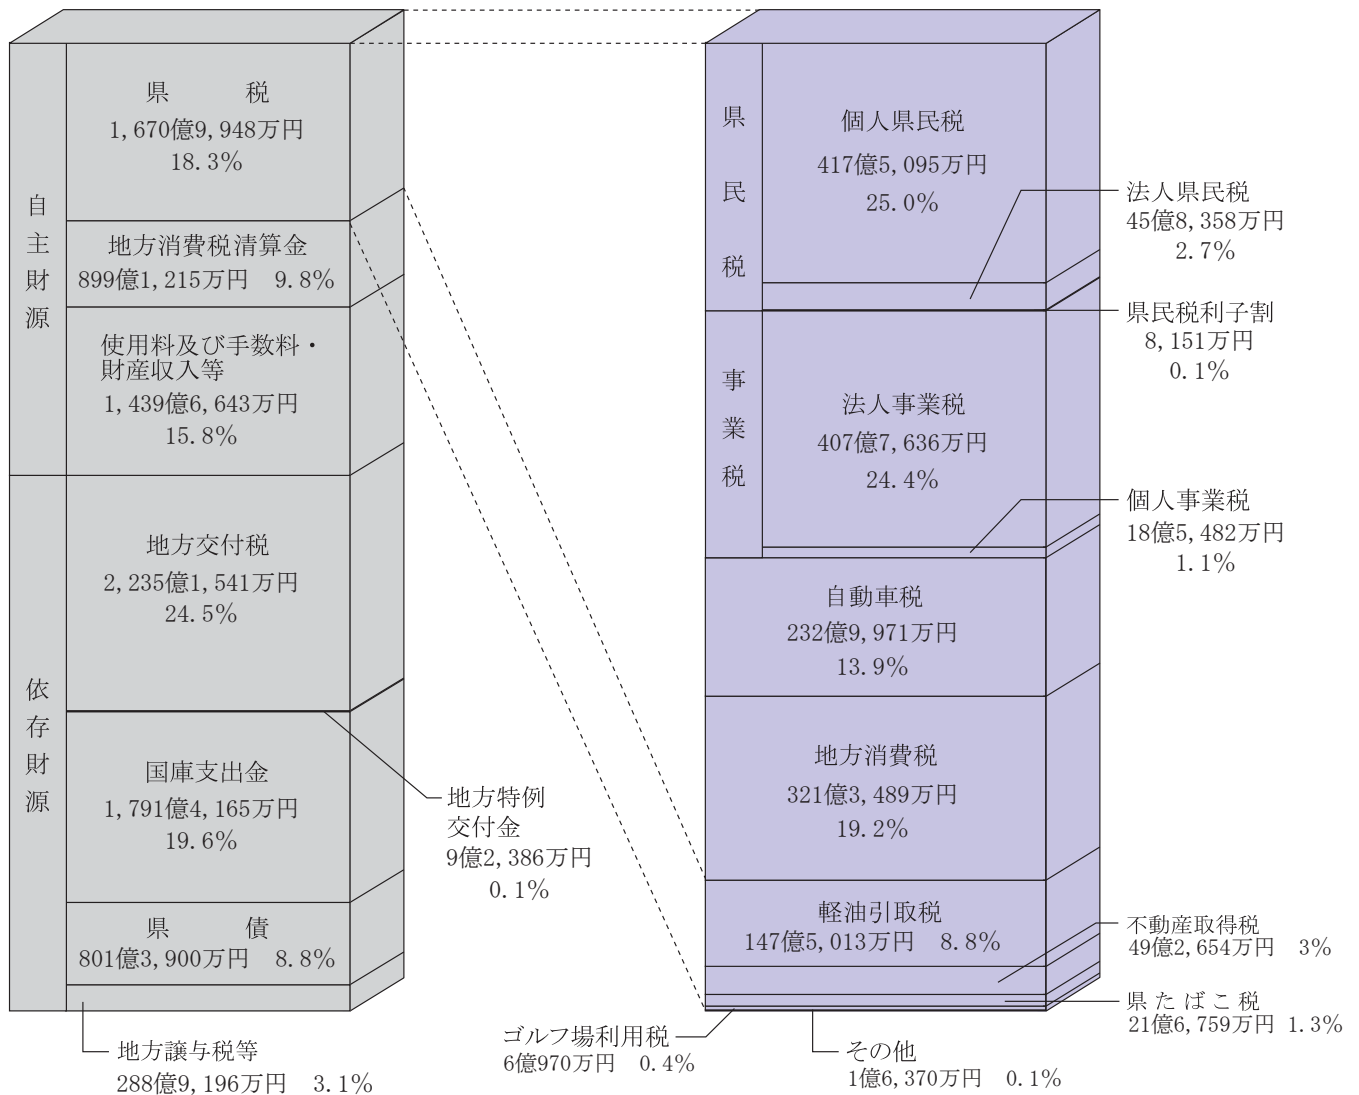 自主財源
県　　　税
1,670億9,948万円
18.3%
地方消費税清算金
899億1,215万円　9.8%
使用料及び手数料・
財産収入等
1,439億6,643万円
15.8%
依存財源
地方交付税
2,235億1,541万円
24.5%
国庫支出金
1,791億4,165万円
19.6%
地方特例
交付金
9億2,386万円
0.1%
県　　　債
801億3,900万円　8.8%
地方譲与税等
288億9,196万円　3.1%
県民税
個人県民税
417億5,095万円
25.0%
法人県民税
45億8,358万円
2.7%
県民税利子割
8,151万円
0.1%
事業税
法人事業税
407億7,636万円
24.4%
個人事業税
18億5,482万円
1.1%
自動車税
232億9,971万円
13.9%
地方消費税
321億3,489万円
19.2%
軽油引取税
147億5,013万円　8.8%
不動産取得税
49億2,654万円　3%
県たばこ税
21億6,759万円 1.3%
ゴルフ場利用税
6億970万円　0.4%
その他
1億6,370万円　0.1%